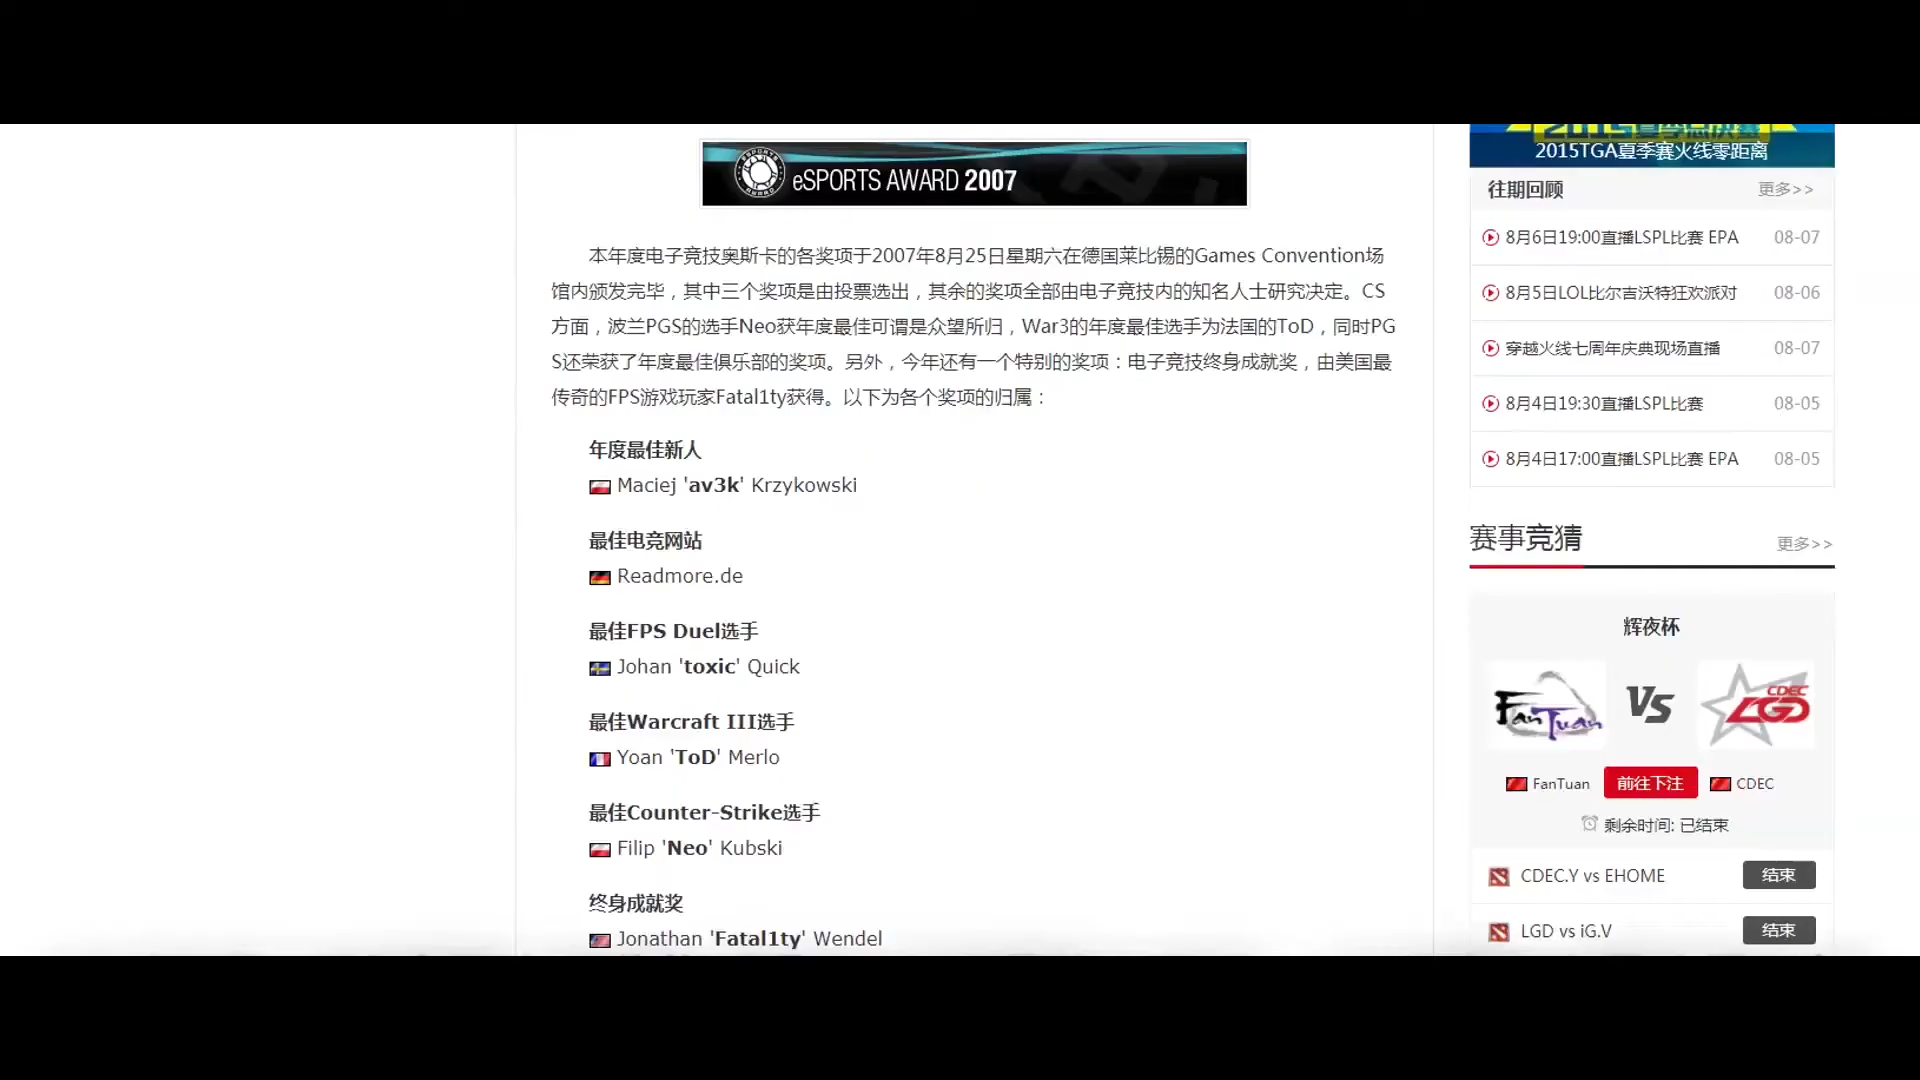 eSPORTS AWARD 2007
本年度电子竞技奥斯卡的各奖项于2007年8月25日星期六在德国莱比锡的Games Convention场
馆内颁发完毕，其中三个奖项是由投票选出，其余的奖项全部由电子竞技内的知名人士研究决定。CS
方面，波兰PGS的选手Neo获年度最佳可谓是众望所归，War3的年度最佳选手为法国的ToD，同时PG
S还荣获了年度最佳俱乐部的奖项。另外，今年还有一个特别的奖项：电子竞技终身成就奖，由美国最
传奇的FPS游戏玩家Fatal1ty获得。以下为各个奖项的归属：
年度最佳新人
Maciej 'av3k' Krzykowski
最佳电竞网站
Readmore.de
最佳FPS Duel选手
Johan 'toxic' Quick
最佳Warcraft III选手
Yoan 'ToD' Merlo
最佳Counter-Strike选手
Filip 'Neo' Kubski
终身成就奖
Jonathan 'Fatal1ty' Wendel
2015TGA夏季赛火线零距离
往期回顾 更多>>
8月6日19:00直播LSPL比赛 EPA 08-07
8月5日LOL比尔吉沃特狂欢派对 08-06
穿越火线七周年庆典现场直播 08-07
8月4日19:30直播LSPL比赛 08-05
8月4日17:00直播LSPL比赛 EPA 08-05
赛事竞猜 更多>>
辉夜杯
FanTuan VS CDEC LGD
FanTuan 前往下注 CDEC
剩余时间: 已结束
CDEC.Y vs EHOME 结束
LGD vs iG.V 结束